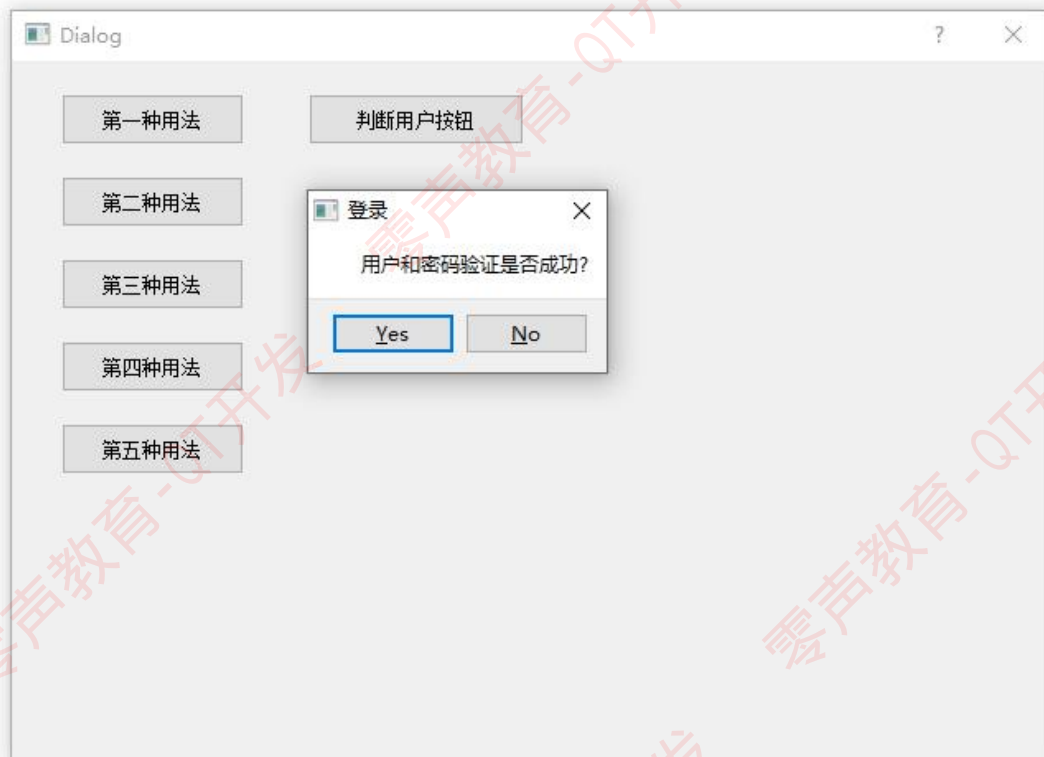 Dialog
第一种用法
判断用户按钮
第二种用法
登录
用户和密码验证是否成功?
第三种用法
Yes
No
第四种用法
第五种用法
零声教育-QT开
零声教育-QT开发
零声教育-QT开
发